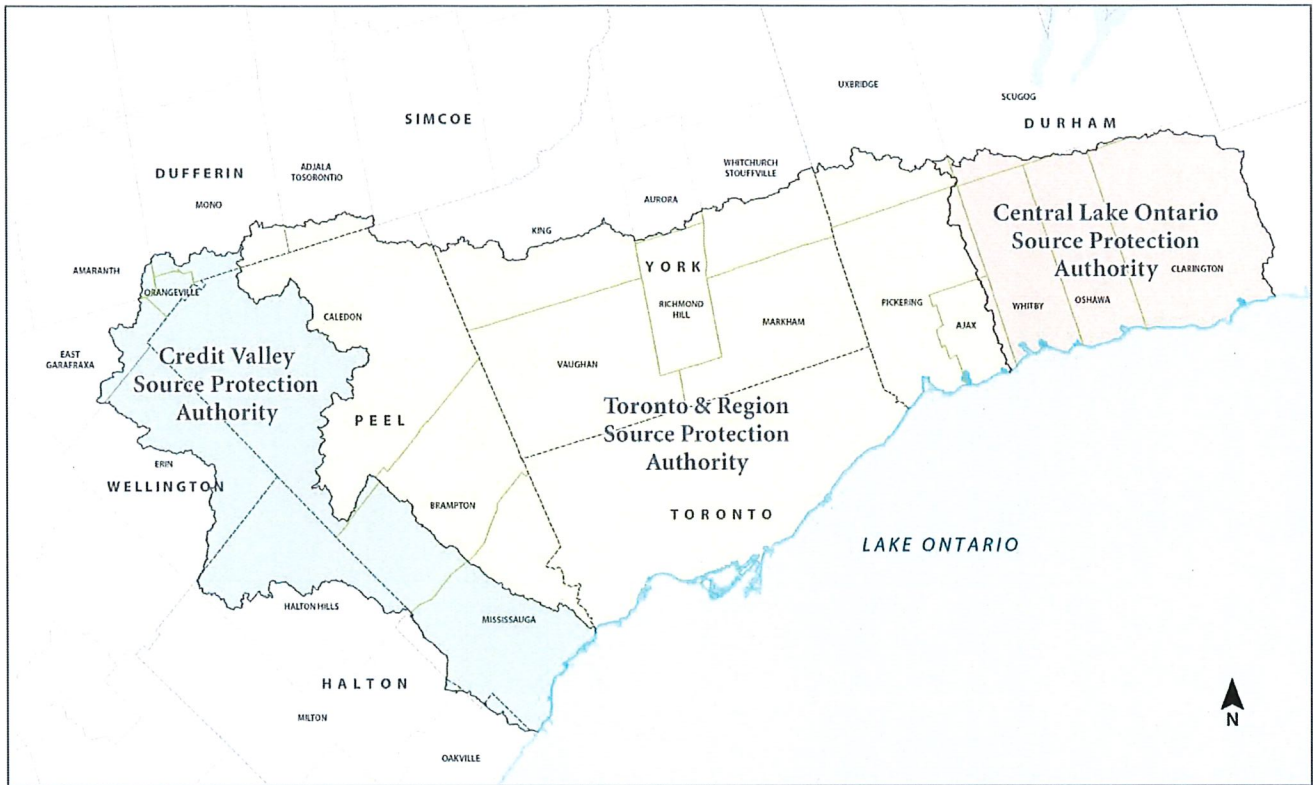 UXBRIDGE
SCUGOG
SIMCOE
DURHAM
DUFFERIN
ADJALA
TOSORONTIO
WHITCHURCH
STOUFFVILLE
MONO
AURORA
KING
Central Lake Ontario
Source Protection
Authority
CLARINGTON
AMARANTH
ORANGEVILLE
YORK
RICHMOND
HILL
PICKERING
WHITBY
OSHAWA
CALEDON
MARKHAM
AJAX
EAST
GARAFRAXA
Credit Valley
Source Protection
Authority
VAUGHAN
PEEL
Toronto & Region
Source Protection
Authority
ERIN
WELLINGTON
BRAMPTON
TORONTO
LAKE ONTARIO
HALTON HILLS
MISSISSAUGA
HALTON
MILTON
OAKVILLE
N